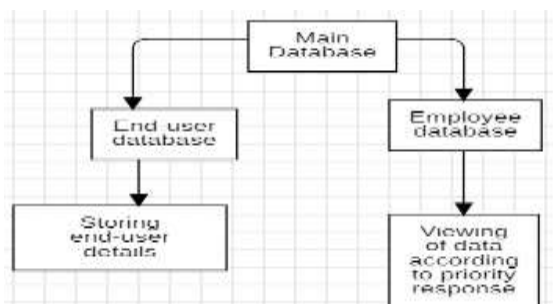 Main
Database
End user
database
Employee
database
Storing
end-user
details
Viewing
of data
according
to priority
response